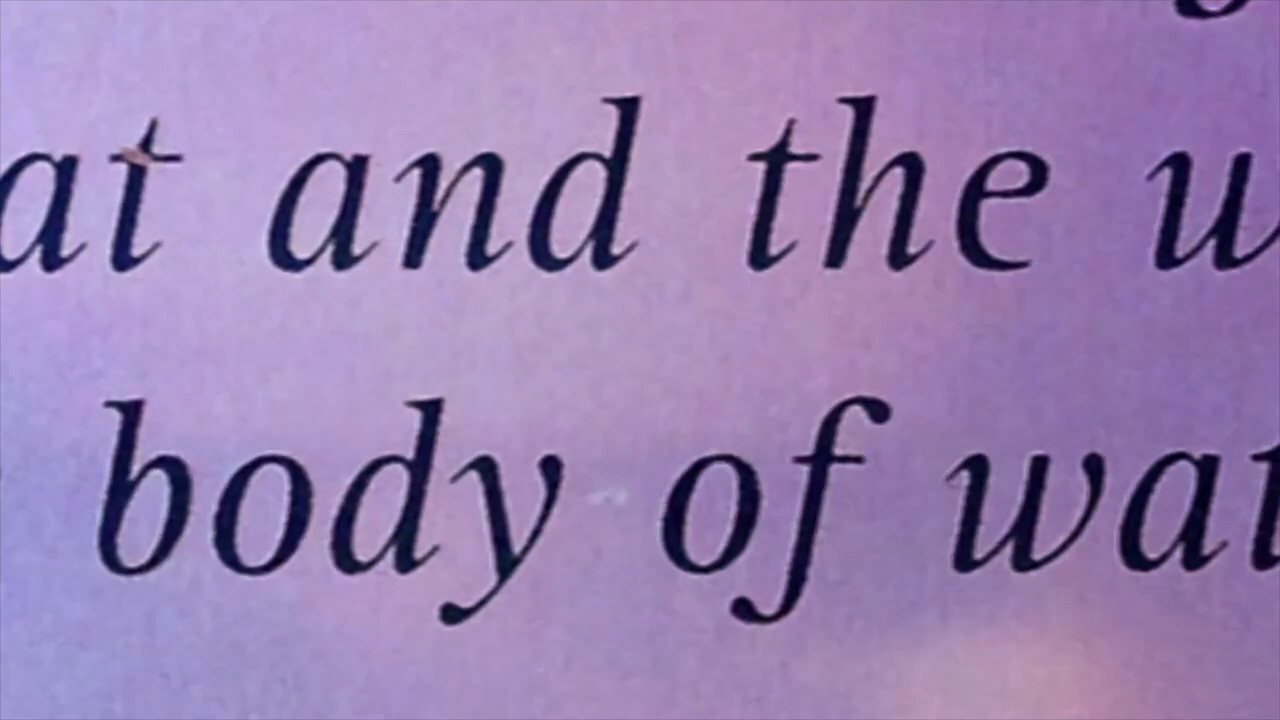 at and the
body of